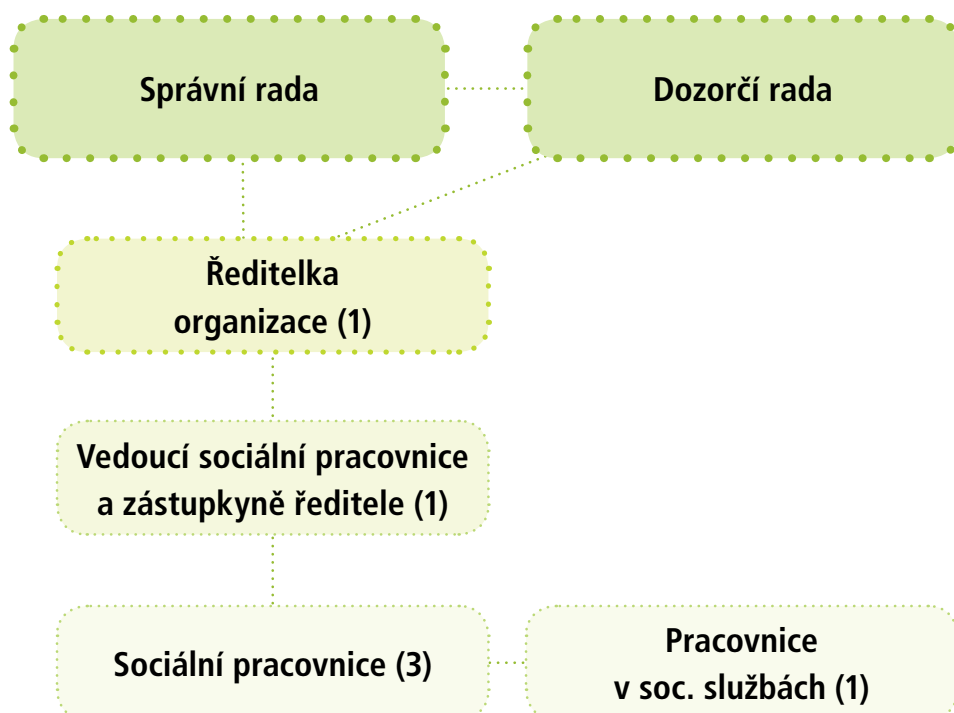 Správní rada
Dozorčí rada
Ředitelka
organizace (1)
Vedoucí sociální pracovnice
a zástupkyně ředitele (1)
Sociální pracovnice (3)
Pracovnice
v soc. službách (1)